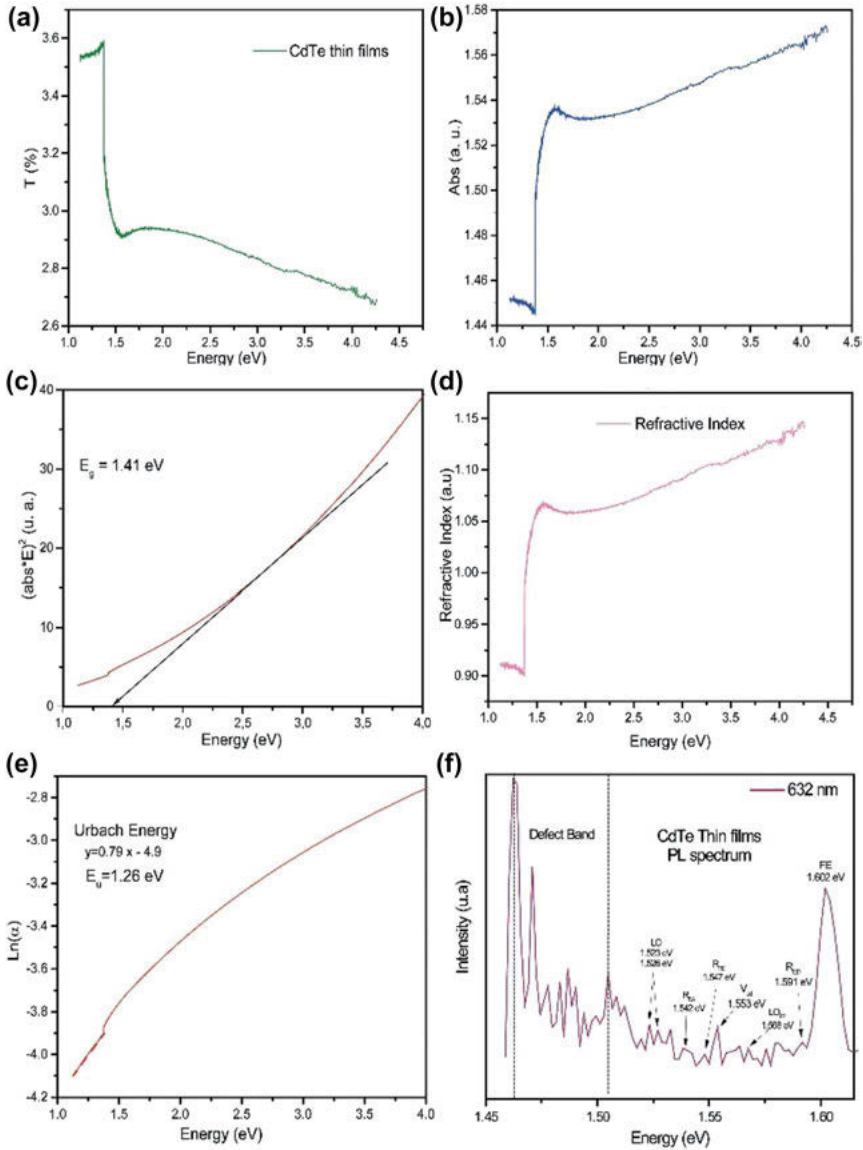 (a)
3.6
3.4
3.2
3.0
2.8
2.6
T (%)
CdTe thin films
1.0 1.5 2.0 2.5 3.0 3.5 4.0 4.5
Energy (eV)
(b)
1.58
1.56
1.54
1.52
1.50
1.48
1.46
1.44
Abs (a. u.)
1.0 1.5 2.0 2.5 3.0 3.5 4.0 4.5
Energy (eV)
(c)
40
30
20
10
0
(abs*E)² (u. a.)
E_g = 1.41 eV
1.0 1.5 2.0 2.5 3.0 3.5 4.0
Energy (eV)
(d)
1.15
1.10
1.05
1.00
0.95
0.90
Refractive Index (a.u)
Refractive Index
1.0 1.5 2.0 2.5 3.0 3.5 4.0 4.5
Energy (eV)
(e)
-2.8
-3.0
-3.2
-3.4
-3.6
-3.8
-4.0
-4.2
Ln(α)
Urbach Energy
y=0.79 x - 4.9
E_u=1.26 eV
1.0 1.5 2.0 2.5 3.0 3.5 4.0
Energy (eV)
(f)
Intensity (u.a)
632 nm
Defect Band
CdTe Thin films
PL spectrum
FE
1.602 eV
LO
1.523 eV
1.526 eV
1.542 eV
1.547 eV
1.553 eV
1.568 eV
1.591 eV
1.45 1.50 1.55 1.60
Energy (eV)